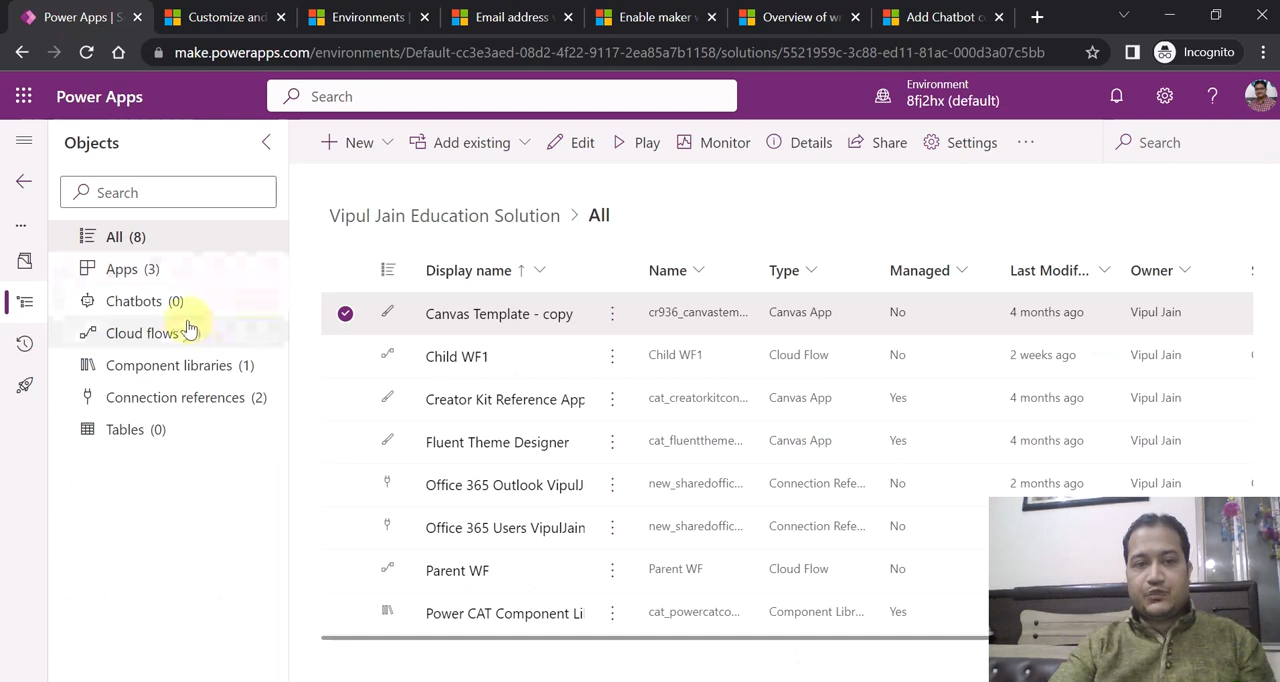 Power Apps | S
Customize and
Environments |
Email address
Enable maker
Overview of w
Add Chatbot c
make.powerapps.com/environments/Default-cc3e3aed-08d2-4f22-9117-2ea85a7b1158/solutions/5521959c-3c88-ed11-81ac-000d3a07c5bb
Incognito
Power Apps
Search
Environment
8fj2hx (default)
Objects
New
Add existing
Edit
Play
Monitor
Details
Share
Settings
Search
Search
Vipul Jain Education Solution > All
All (8)
Apps (3)
Chatbots (0)
Cloud flows
Component libraries (1)
Connection references (2)
Tables (0)
Display name ↑ Name Type Managed Last Modif... Owner
Canvas Template - copy cr936_canvastem... Canvas App No 4 months ago Vipul Jain
Child WF1 Child WF1 Cloud Flow No 2 weeks ago Vipul Jain
Creator Kit Reference App cat_creatorkitcon... Canvas App Yes 4 months ago Vipul Jain
Fluent Theme Designer cat_fluenttheme... Canvas App Yes 4 months ago Vipul Jain
Office 365 Outlook VipulJ new_sharedoffic... Connection Refe... No 2 months ago Vipul Jain
Office 365 Users VipulJain new_sharedoffic... Connection Refe... No
Parent WF Parent WF Cloud Flow No
Power CAT Component Li cat_powercatco... Component Libr... Yes